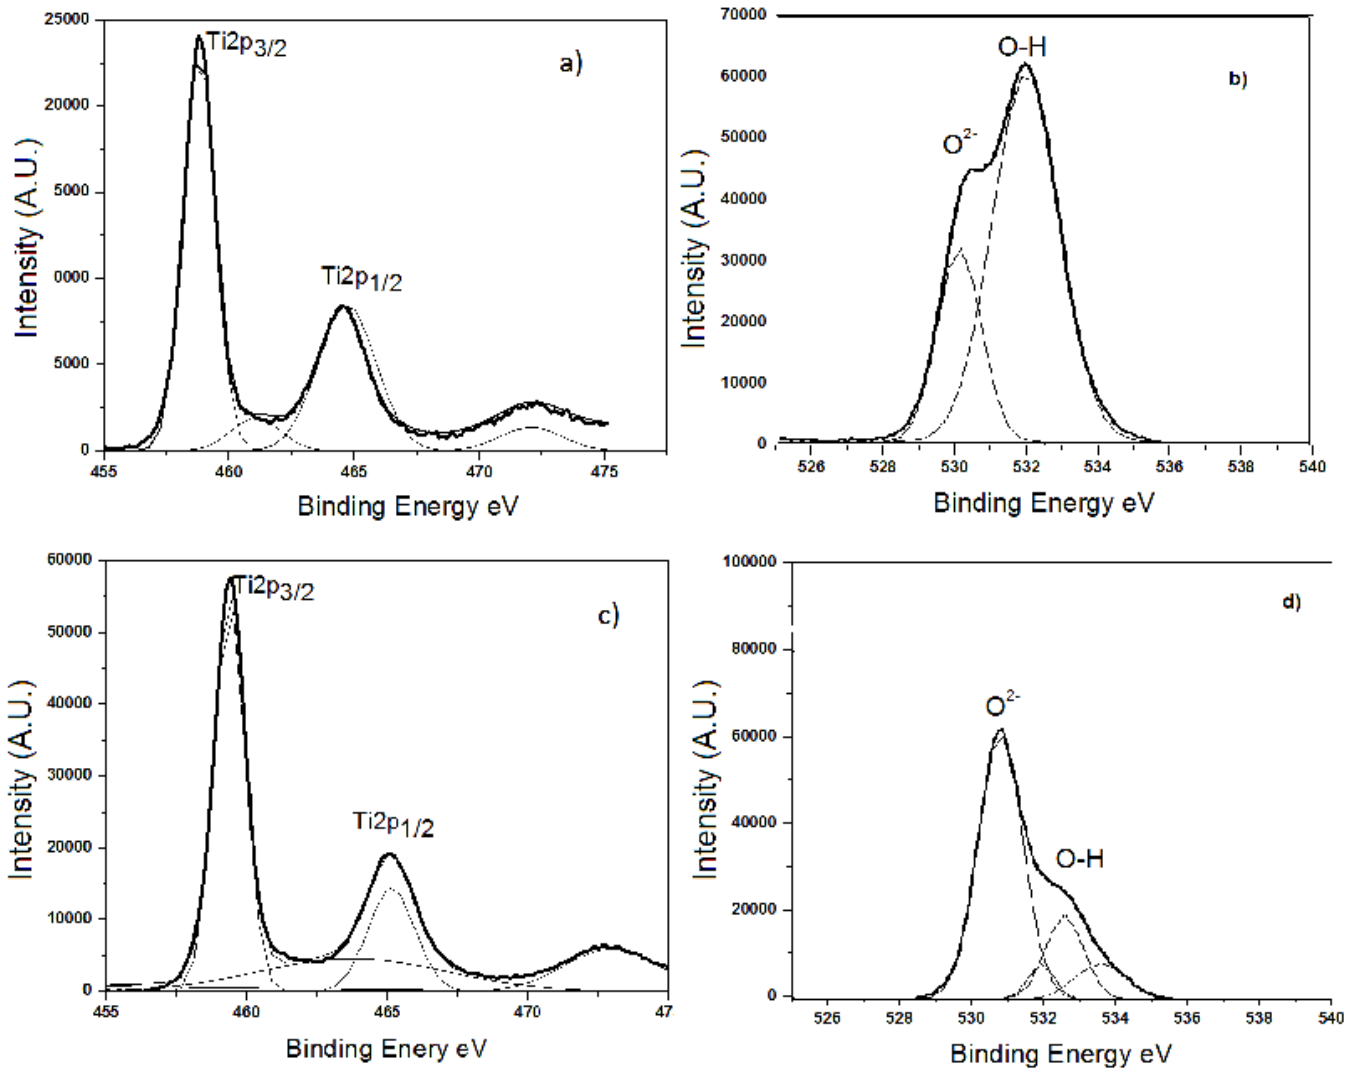 25000
20000
5000
0000
5000
0
Intensity (A.U.)
Ti2p3/2
Ti2p1/2
a)
455
460
465
470
475
Binding Energy eV
70000
60000
50000
40000
30000
20000
10000
0
Intensity (A.U.)
O-H
O2-
b)
526
528
530
532
534
536
538
540
Binding Energy eV
60000
50000
40000
30000
20000
10000
0
Intensity (A.U.)
Ti2p3/2
Ti2p1/2
c)
455
460
465
470
47
Binding Enery eV
100000
80000
60000
40000
20000
0
Intensity (A.U.)
O2-
O-H
d)
526
528
530
532
534
536
538
540
Binding Energy eV